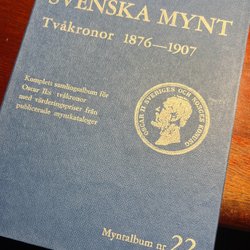 SVENSKA MYNT
Tvåkronor 1876—1907
Komplett samlingsalbum för
Oscar II:s tvåkronor
med värderingspriser från
publicerade myntkataloger
OSCAR II SVERIGES OCH NORGES KONUNG
Myntalbum nr 22